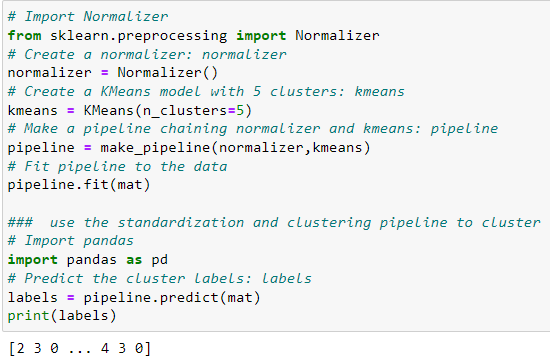 # Import Normalizer
from sklearn.preprocessing import Normalizer
# Create a normalizer: normalizer
normalizer = Normalizer()
# Create a KMeans model with 5 clusters: kmeans
kmeans = KMeans(n_clusters=5)
# Make a pipeline chaining normalizer and kmeans: pipeline
pipeline = make_pipeline(normalizer,kmeans)
# Fit pipeline to the data
pipeline.fit(mat)

###  use the standardization and clustering pipeline to cluster
# Import pandas
import pandas as pd
# Predict the cluster labels: labels
labels = pipeline.predict(mat)
print(labels)

[2 3 0 ... 4 3 0]